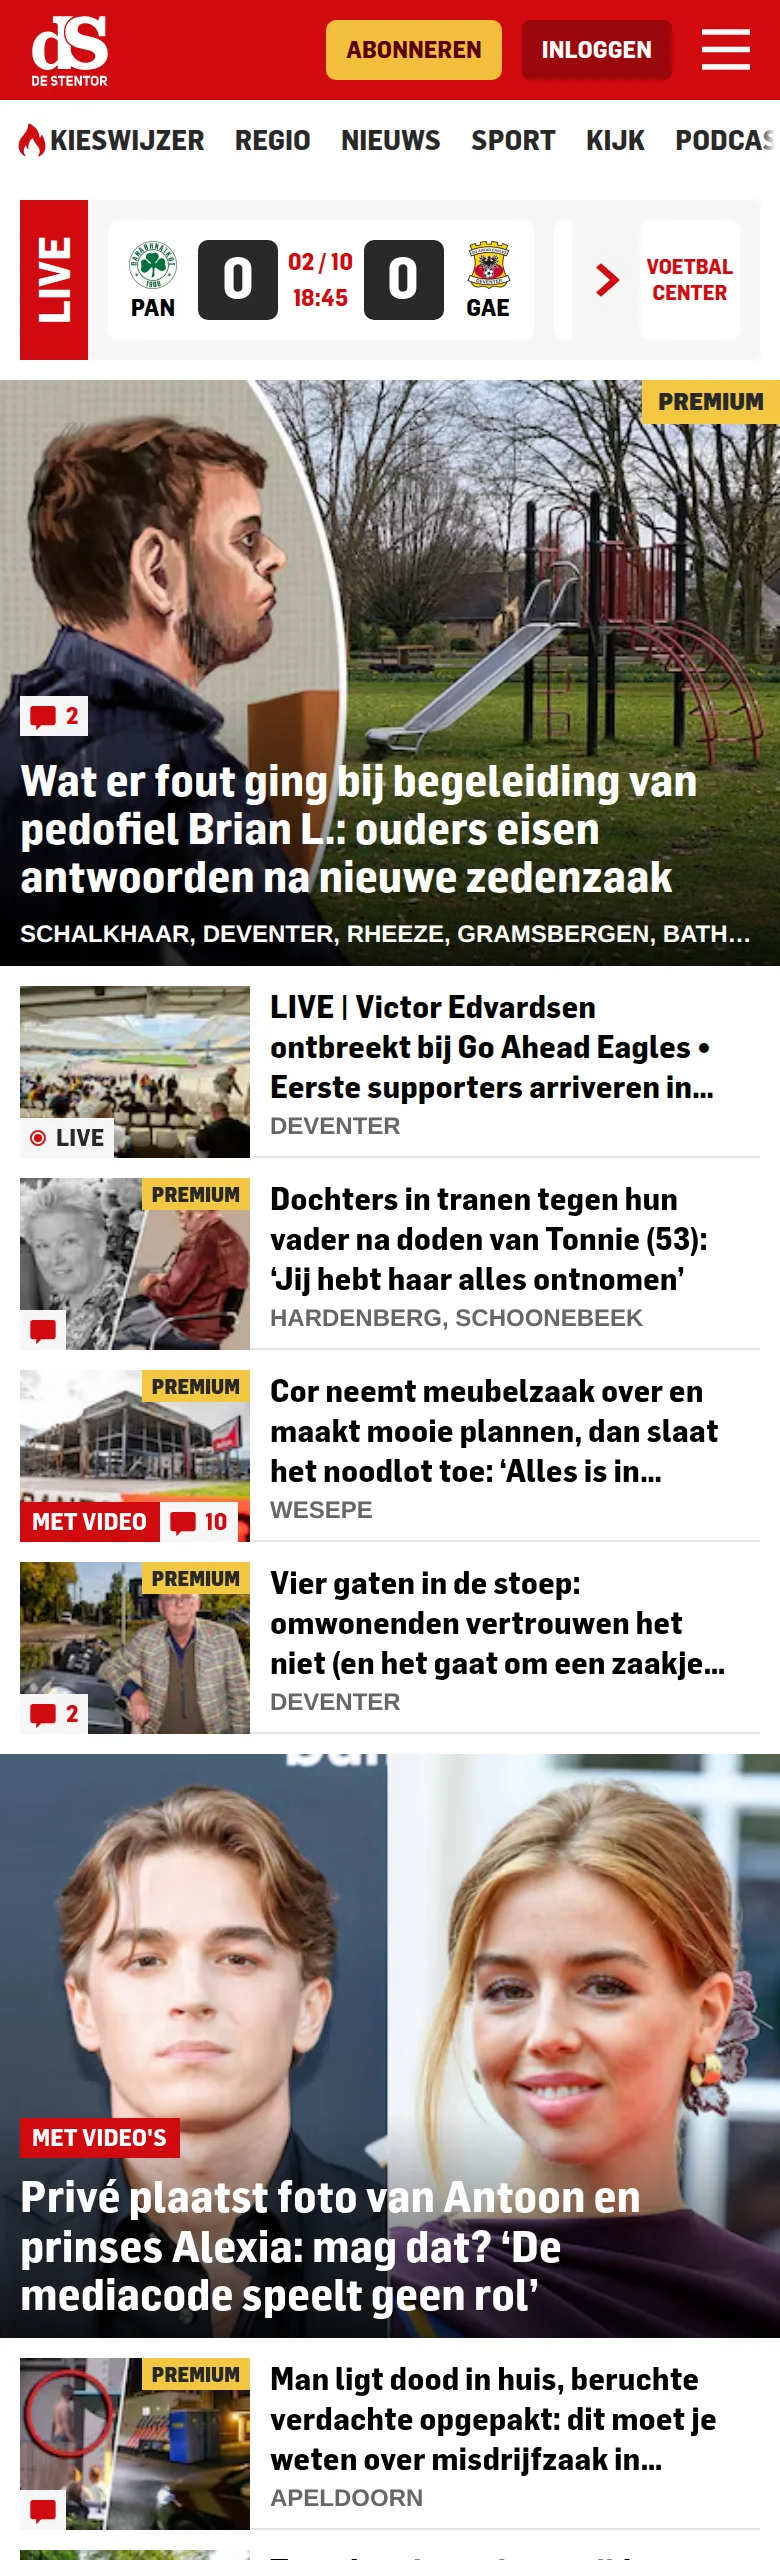 dS
DE STENTOR
ABONNEREN
INLOGGEN
KIESWIJZER REGIO NIEUWS SPORT KIJK PODCAS
LIVE
PAN
0
02 / 10
18:45
0
GAE
VOETBAL
CENTER
PREMIUM
2
Wat er fout ging bij begeleiding van
pedofiel Brian L.: ouders eisen
antwoorden na nieuwe zedenzaak
SCHALKHAAR, DEVENTER, RHEEZE, GRAMSBERGEN, BATH...
LIVE
LIVE | Victor Edvardsen
ontbreekt bij Go Ahead Eagles •
Eerste supporters arriveren in...
DEVENTER
PREMIUM
Dochters in tranen tegen hun
vader na doden van Tonnie (53):
‘Jij hebt haar alles ontnomen’
HARDENBERG, SCHOONEBEEK
PREMIUM
MET VIDEO
10
Cor neemt meubelzaak over en
maakt mooie plannen, dan slaat
het noodlot toe: ‘Alles is in...
WESEPE
PREMIUM
2
Vier gaten in de stoep:
omwonenden vertrouwen het
niet (en het gaat om een zaakje...
DEVENTER
MET VIDEO'S
Privé plaatst foto van Antoon en
prinses Alexia: mag dat? ‘De
mediacode speelt geen rol’
PREMIUM
Man ligt dood in huis, beruchte
verdachte opgepakt: dit moet je
weten over misdrijfzaak in...
APELDOORN